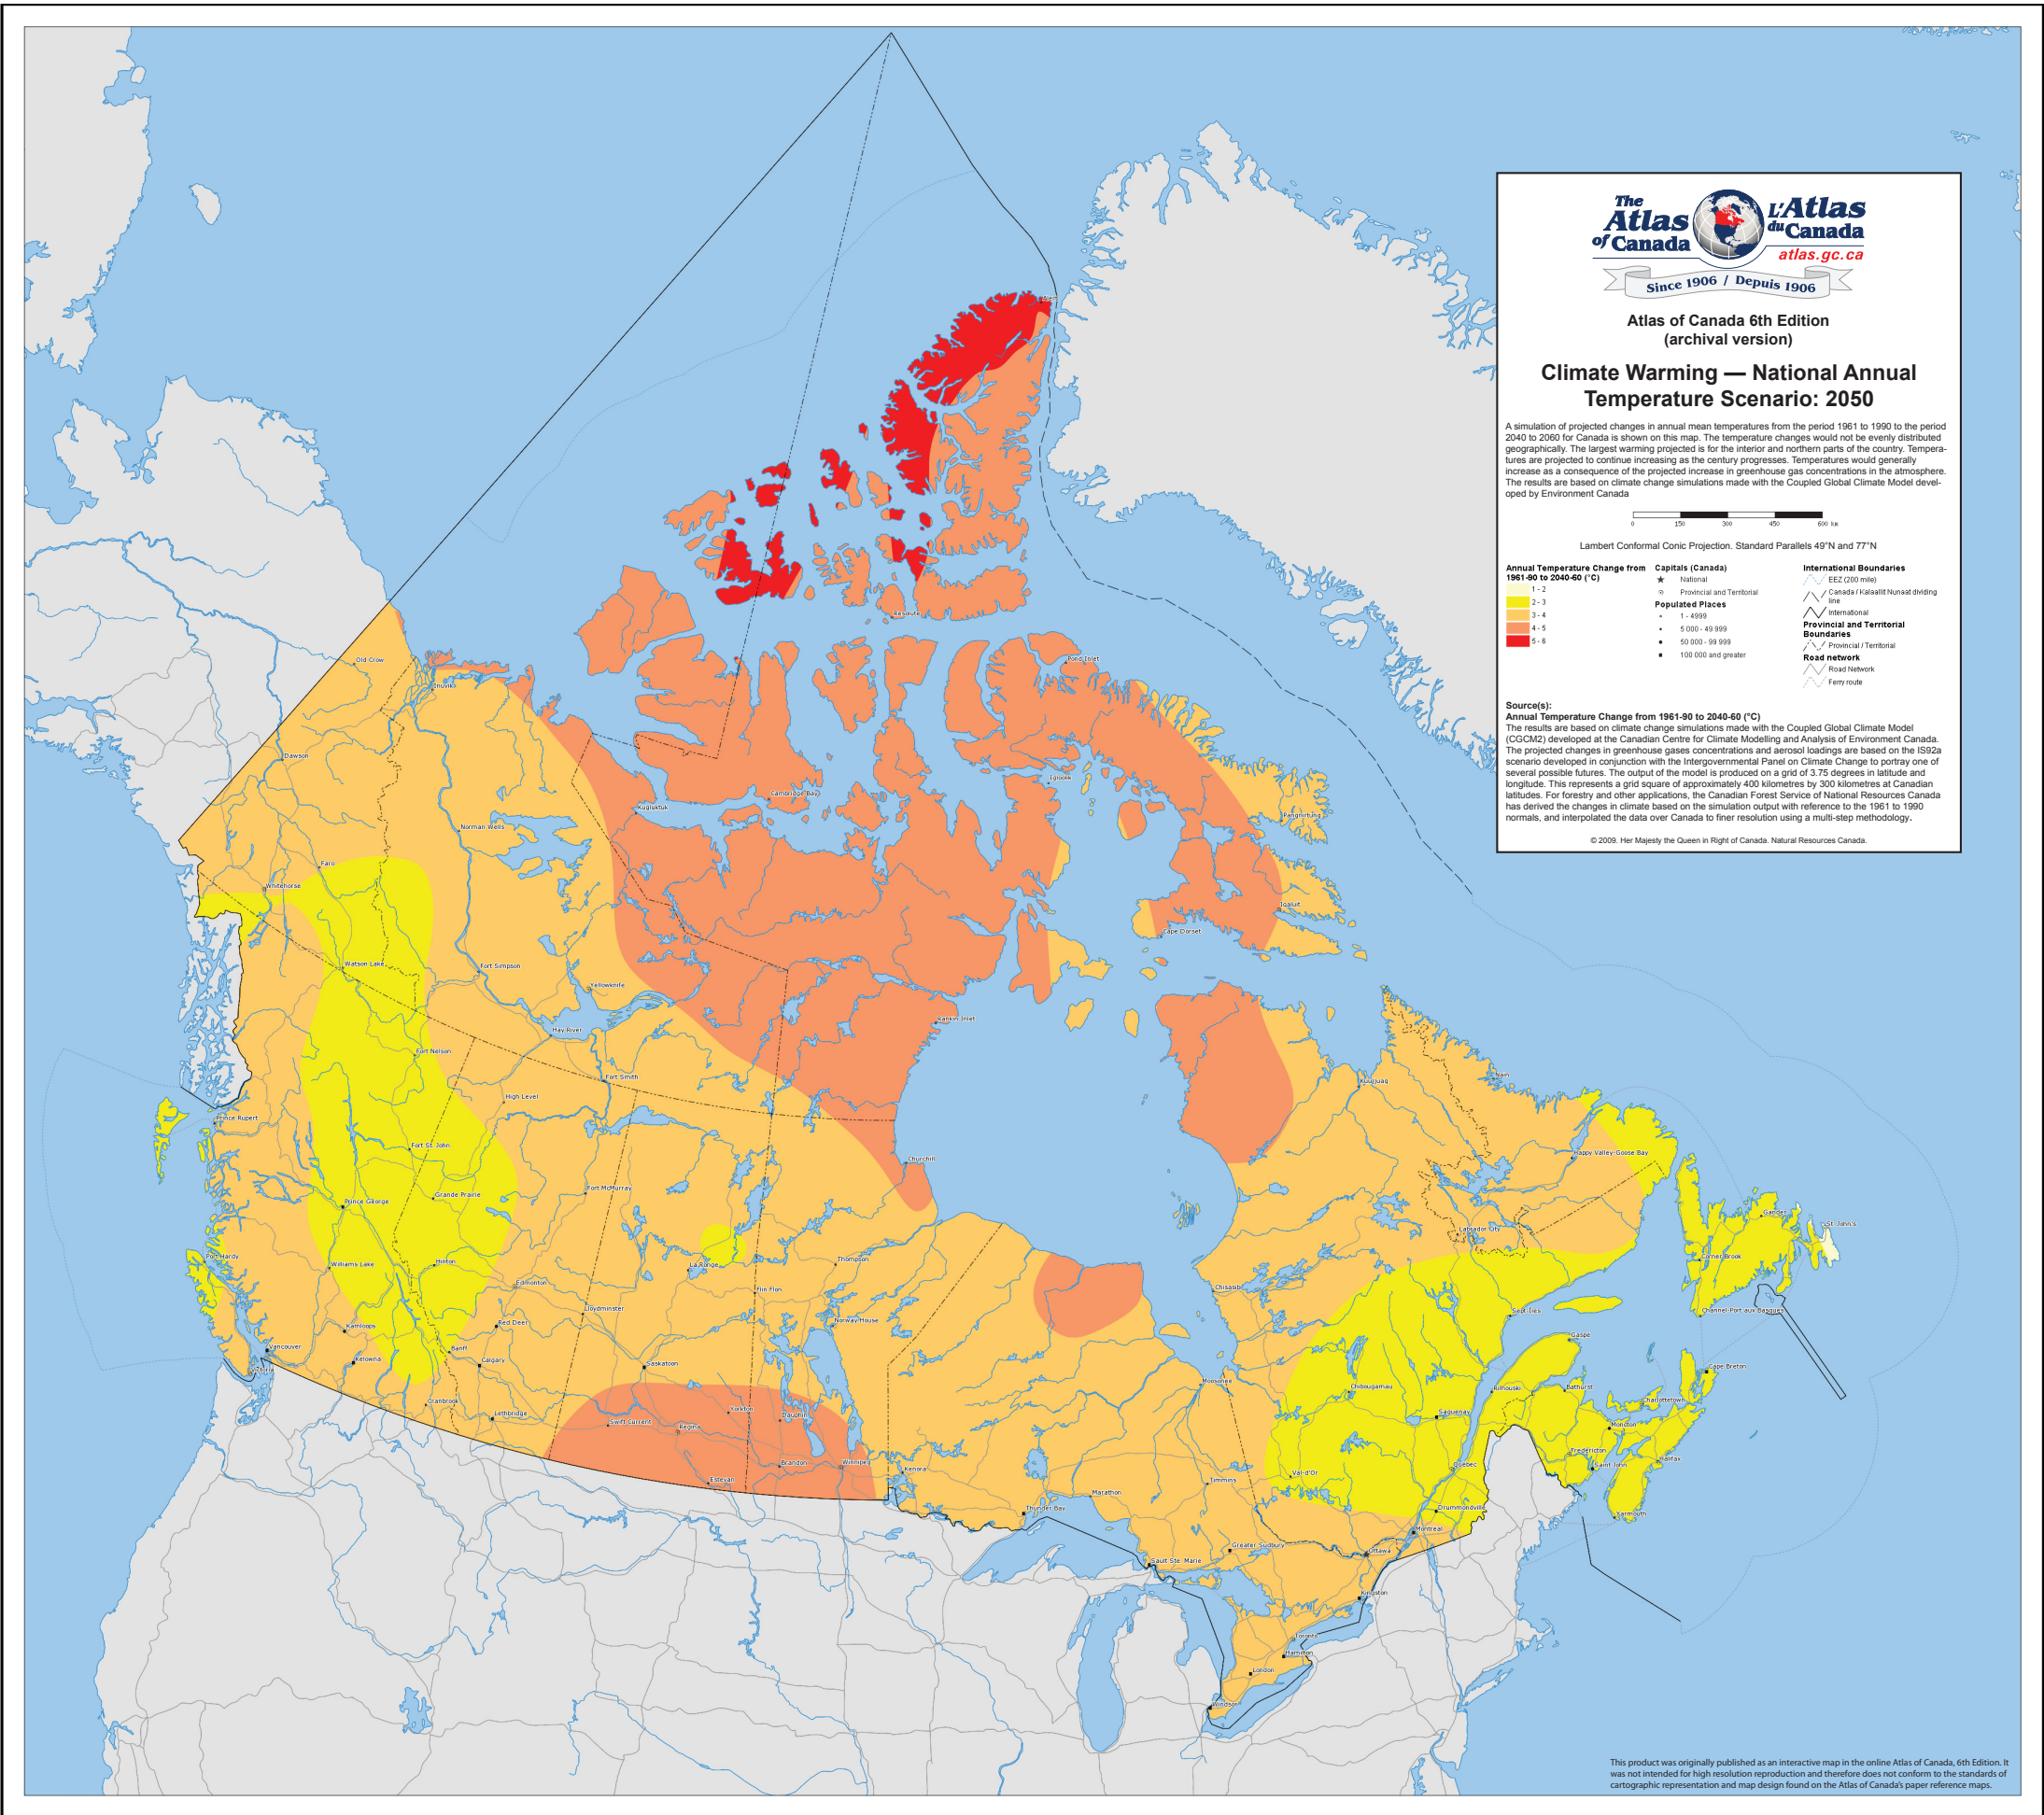 The
Atlas
of Canada
L'Atlas
du Canada
atlas.gc.ca
Since 1906 / Depuis 1906
Atlas of Canada 6th Edition
(archival version)
Climate Warming — National Annual
Temperature Scenario: 2050
A simulation of projected changes in annual mean temperatures from the period 1961 to 1990 to the period
2040 to 2060 for Canada is shown on this map. The temperature changes would not be evenly distributed
geographically. The largest warming projected is for the interior and northern parts of the country. Tempera-
tures are projected to continue increasing as the century progresses. Temperatures would generally
increase as a consequence of the projected increase in greenhouse gas concentrations in the atmosphere.
The results are based on climate change simulations made with the Coupled Global Climate Model devel-
oped by Environment Canada
0 150 300 450 600 km
Lambert Conformal Conic Projection. Standard Parallels 49°N and 77°N
Annual Temperature Change from
1961-90 to 2040-60 (°C)
1 - 2
2 - 3
3 - 4
4 - 5
5 - 6
Capitals (Canada)
National
Provincial and Territorial
Populated Places
1 - 4999
5 000 - 49 999
50 000 - 99 999
100 000 and greater
International Boundaries
EEZ (200 mile)
Canada / Kalaallit Nunaat dividing
line
International
Provincial and Territorial
Boundaries
Provincial / Territorial
Road network
Road Network
Ferry route
Source(s):
Annual Temperature Change from 1961-90 to 2040-60 (°C)
The results are based on climate change simulations made with the Coupled Global Climate Model
(CGCM2) developed at the Canadian Centre for Climate Modelling and Analysis of Environment Canada.
The projected changes in greenhouse gases concentrations and aerosol loadings are based on the IS92a
scenario developed in conjunction with the Intergovernmental Panel on Climate Change to portray one of
several possible futures. The output of the model is produced on a grid of 3.75 degrees in latitude and
longitude. This represents a grid square of approximately 400 kilometres by 300 kilometres at Canadian
latitudes. For forestry and other applications, the Canadian Forest Service of Natural Resources Canada
has derived the changes in climate based on the simulation output with reference to the 1961 to 1990
normals, and interpolated the data over Canada to finer resolution using a multi-step methodology.
© 2009. Her Majesty the Queen in Right of Canada. Natural Resources Canada.
Alert
Resolute
Pond Inlet
Old Crow
Inuvik
Dawson
Igloolik
Cambridge Bay
Kugluktuk
Pangnirtung
Norman Wells
Faro
Whitehorse
Iqaluit
Cape Dorset
Watson Lake
Fort Simpson
Yellowknife
Rankin Inlet
Hay River
Fort Nelson
Fort Smith
Nain
Kuujjuaq
High Level
Prince Rupert
Fort St. John
Happy Valley-Goose Bay
Churchill
Fort McMurray
Grande Prairie
Prince George
Gander
St. John's
Labrador City
Port Hardy
Corner Brook
Williams Lake
Hinton
La Ronge
Thompson
Edmonton
Flin Flon
Chisasibi
Lloydminster
Channel-Port aux Basques
Sept-Iles
Red Deer
Norway House
Kamloops
Gaspe
Vancouver
Banff
Calgary
Kelowna
Saskatoon
Cape Breton
Victoria
Moosonee
Chibougamau
Rimouski
Bathurst
Charlottetown
Cranbrook
Lethbridge
Swift Current
Yorkton
Dauphin
Regina
Saguenay
Moncton
Fredericton
Halifax
Brandon
Winnipeg
Kenora
Quebec
Saint John
Estevan
Val-d'Or
Timmins
Marathon
Thunder Bay
Drummondville
Yarmouth
Montreal
Greater Sudbury
Ottawa
Sault Ste. Marie
Kingston
Toronto
Hamilton
London
Windsor
This product was originally published as an interactive map in the online Atlas of Canada, 6th Edition. It
was not intended for high resolution reproduction and therefore does not conform to the standards of
cartographic representation and map design found on the Atlas of Canada's paper reference maps.